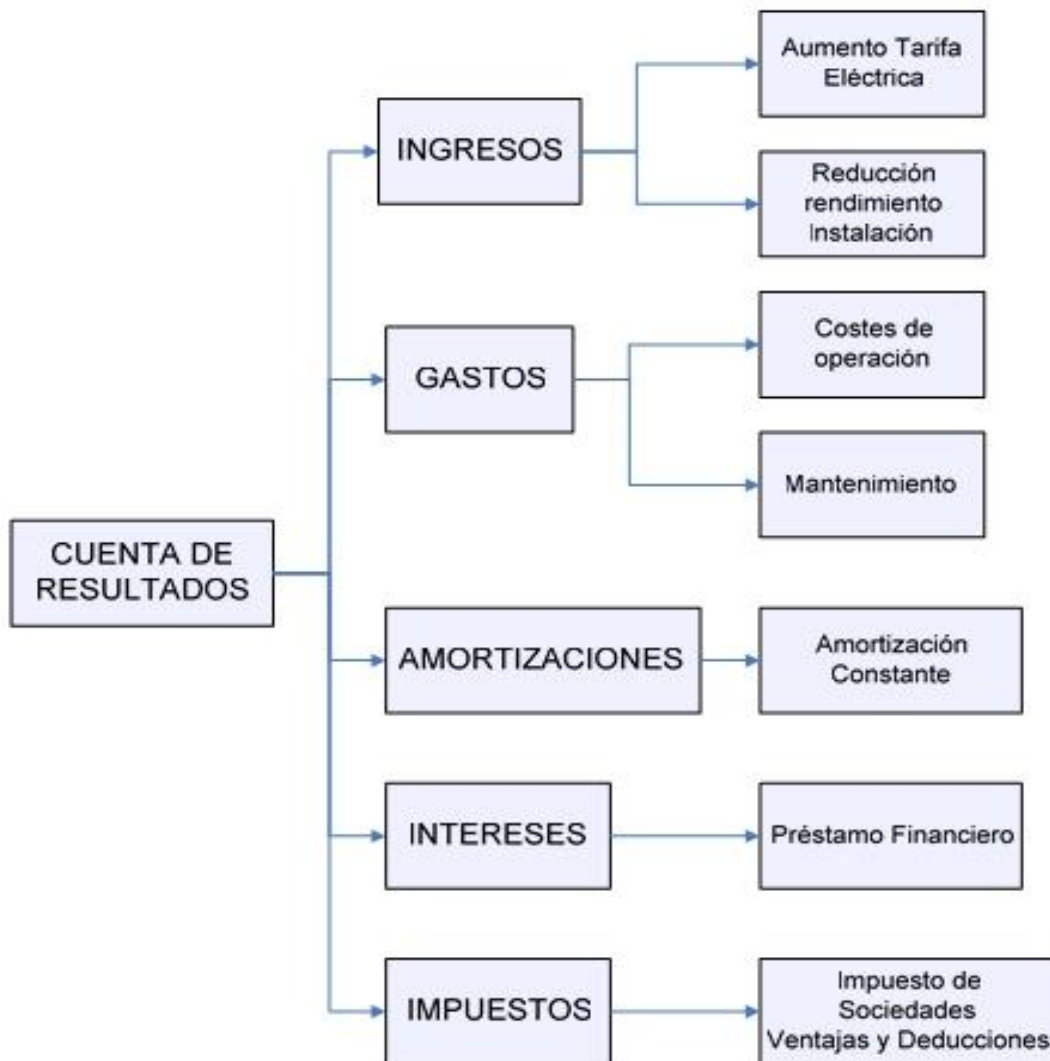 Aumento Tarifa
Eléctrica
INGRESOS
Reducción
rendimiento
Instalación
Costes de
operación
GASTOS
Mantenimiento
CUENTA DE
RESULTADOS
AMORTIZACIONES
Amortización
Constante
INTERESES
Préstamo Financiero
IMPUESTOS
Impuesto de
Sociedades
Ventajas y Deducciones